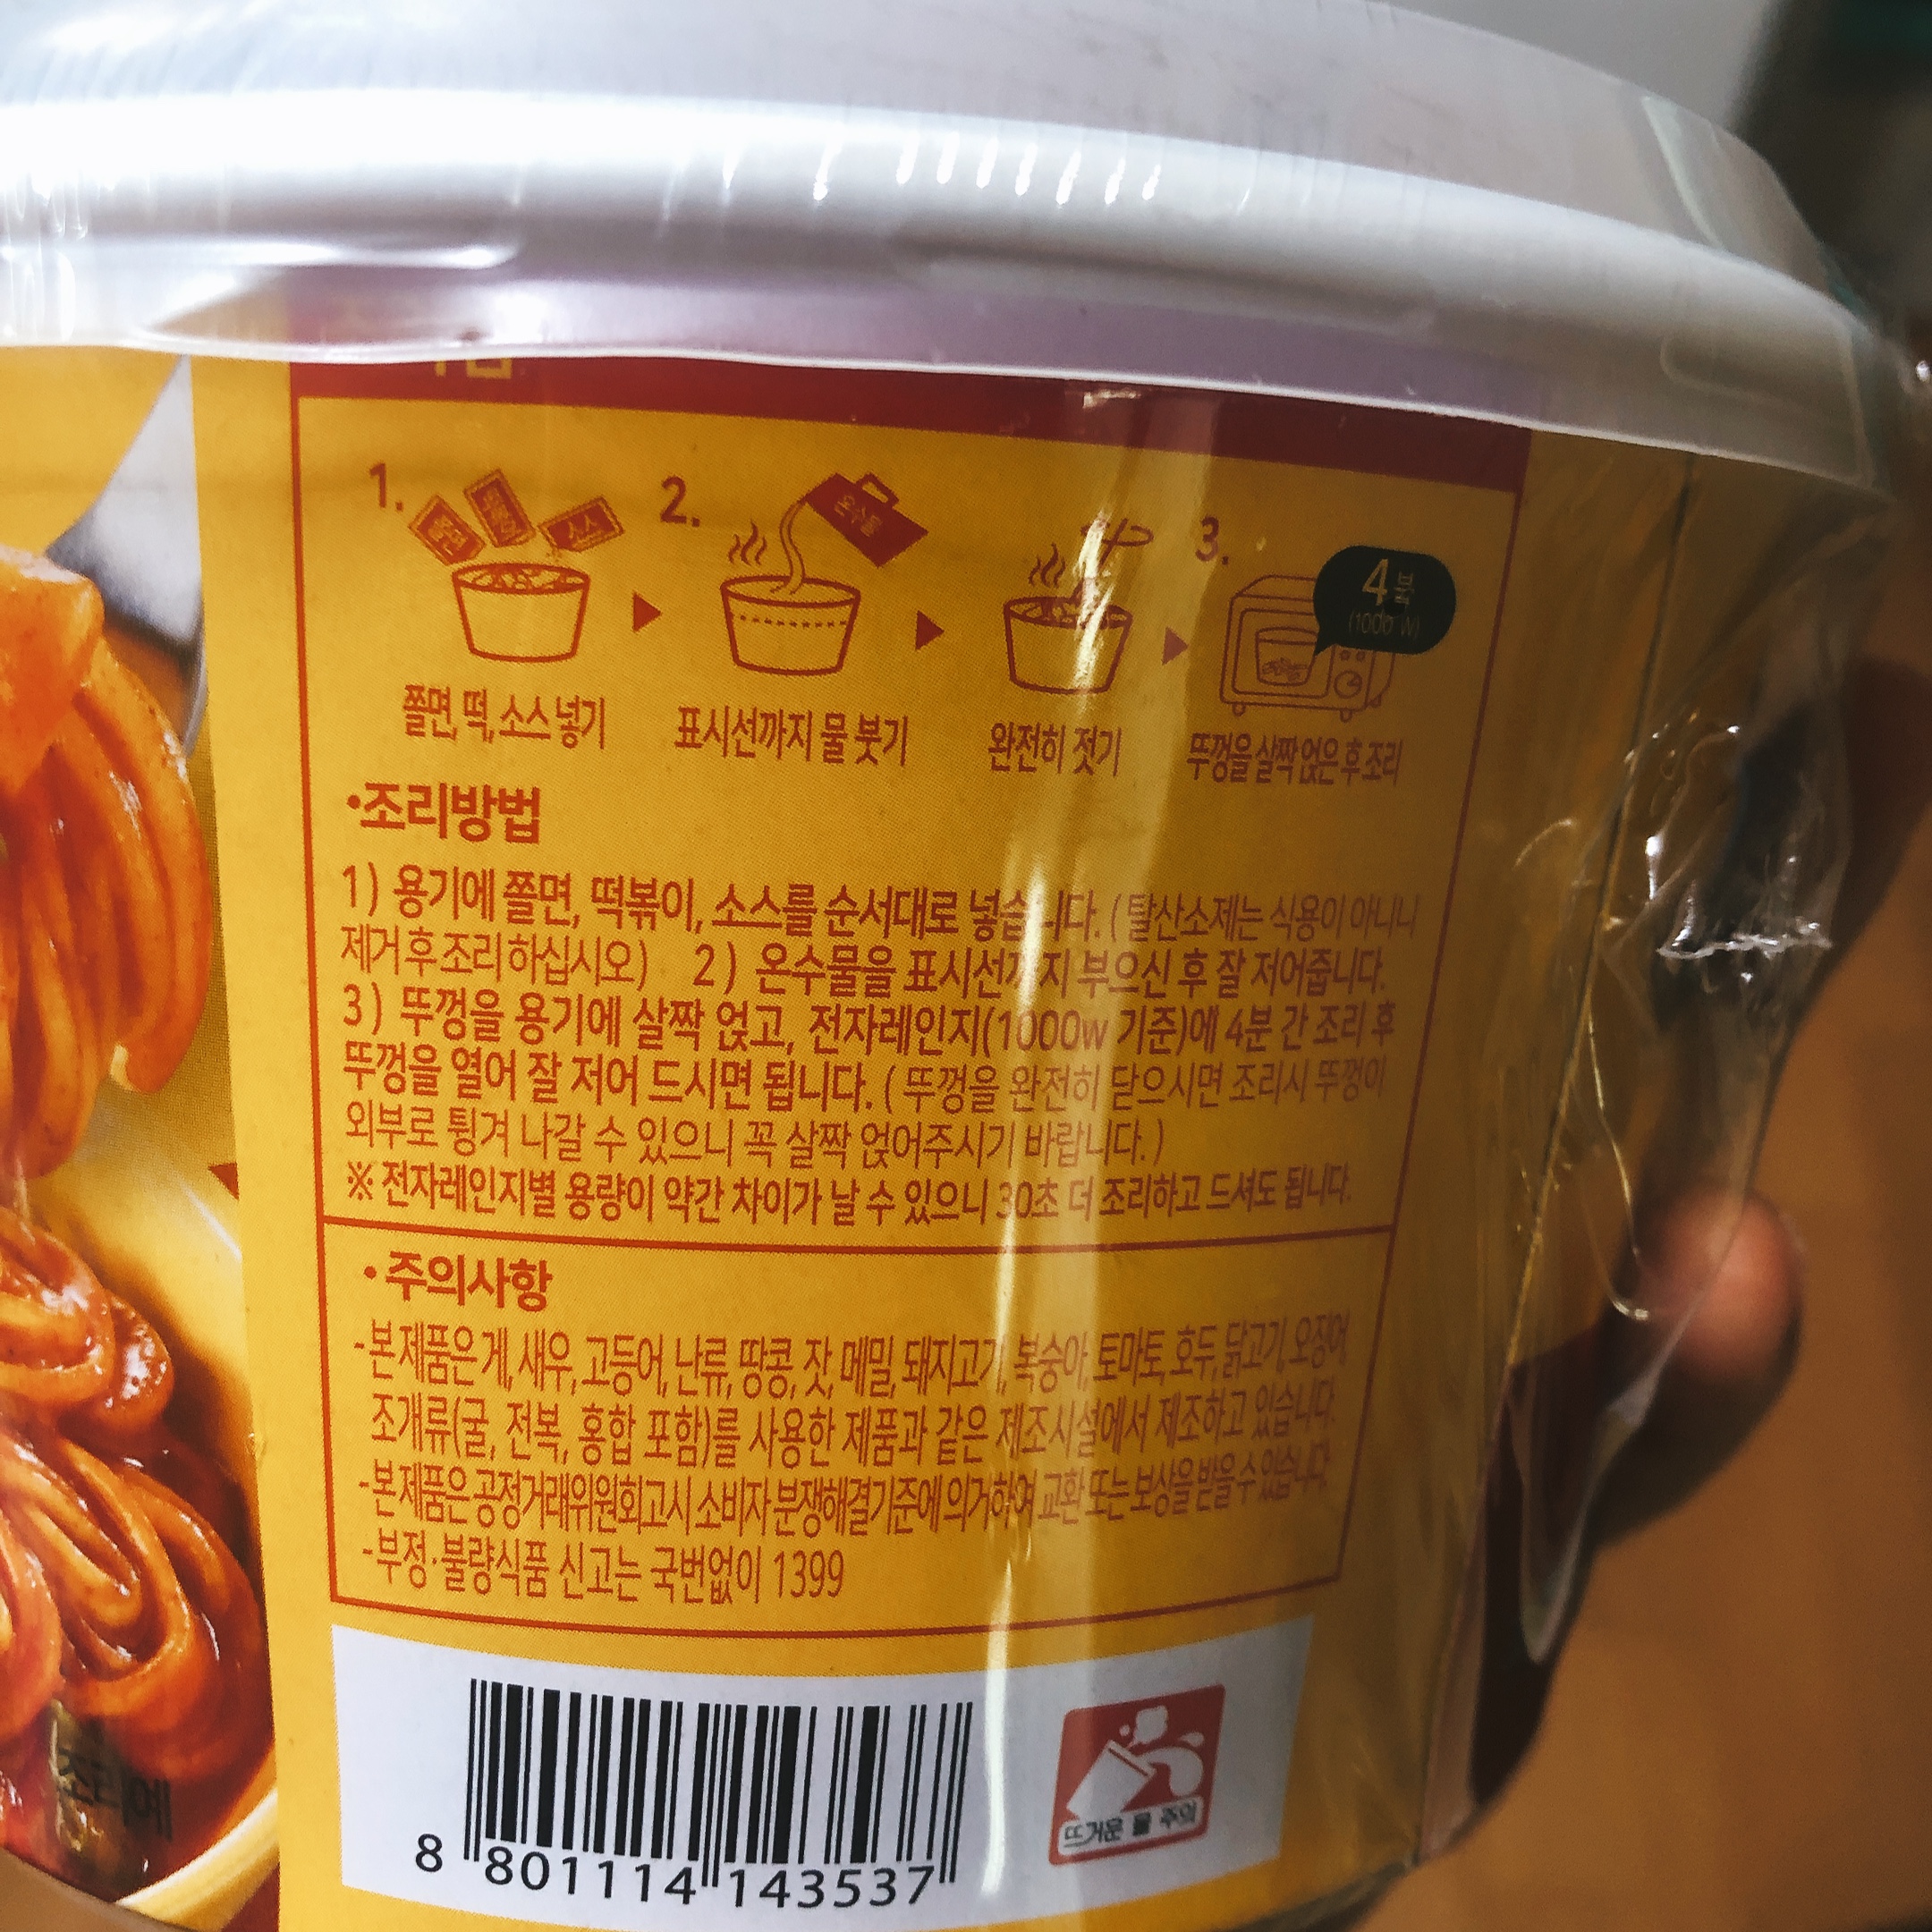 1.
쫄면
떡볶이
소스
2.
온수물
3.
4분
(1000 W)
쫄면, 떡, 소스 넣기
표시선까지 물 붓기
완전히 젓기
뚜껑을 살짝 얹은 후 조리
•조리방법
1) 용기에 쫄면, 떡볶이, 소스를 순서대로 넣습니다. ( 탈산소제는 식용이 아니니
제거 후 조리 하십시오) 2) 온수물을 표시선까지 부으신 후 잘 저어줍니다.
3) 뚜껑을 용기에 살짝 얹고, 전자레인지(1000w 기준)에 4분 간 조리 후
뚜껑을 열어 잘 저어 드시면 됩니다. ( 뚜껑을 완전히 닫으시면 조리시 뚜껑이
외부로 튕겨 나갈 수 있으니 꼭 살짝 얹어주시기 바랍니다. )
※ 전자레인지별 용량이 약간 차이가 날 수 있으니 30초 더 조리하고 드셔도 됩니다.
• 주의사항
-본 제품은 게, 새우, 고등어, 난류, 땅콩, 잣, 메밀, 돼지고기, 복숭아, 토마토, 호두, 닭고기, 오징어,
조개류(굴, 전복, 홍합 포함)를 사용한 제품과 같은 제조시설에서 제조하고 있습니다.
-본 제품은 공정거래위원회고시 소비자 분쟁해결기준에 의거하여 교환 또는 보상을 받을 수 있습니다.
-부정·불량식품 신고는 국번없이 1399
조리예
8 801114 143537
뜨거운 물 주의